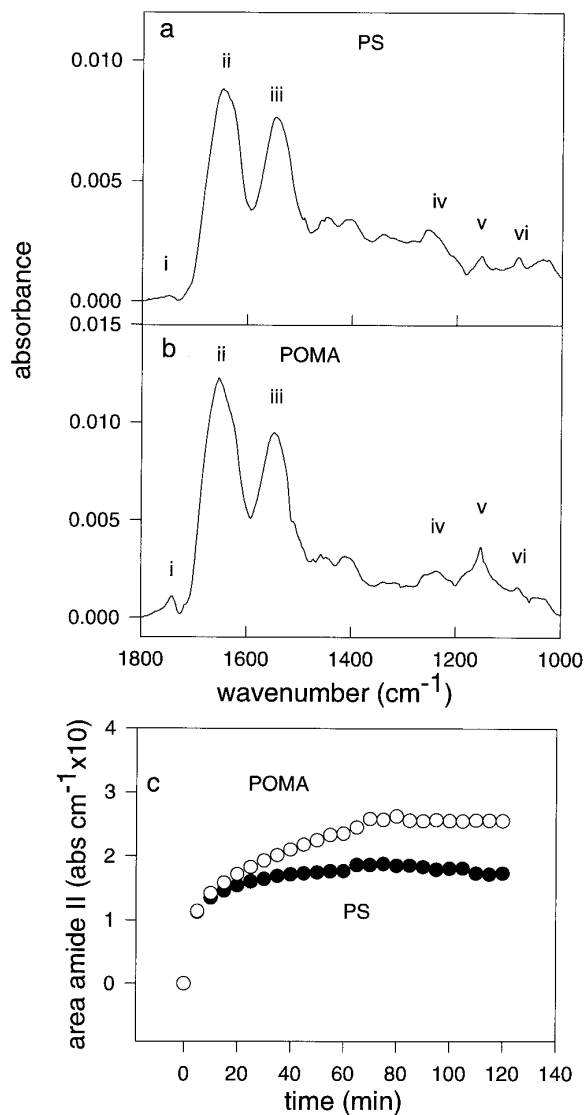 a
PS
ii
iii
iv
v
vi
i
0.010
0.005
0.000
absorbance
0.015
b
POMA
ii
iii
iv
v
vi
i
0.010
0.005
0.000
1800 1600 1400 1200 1000
wavenumber (cm-1)
c
POMA
PS
4
3
2
1
0
area amide II (abs cm-1x10)
0 20 40 60 80 100 120 140
time (min)